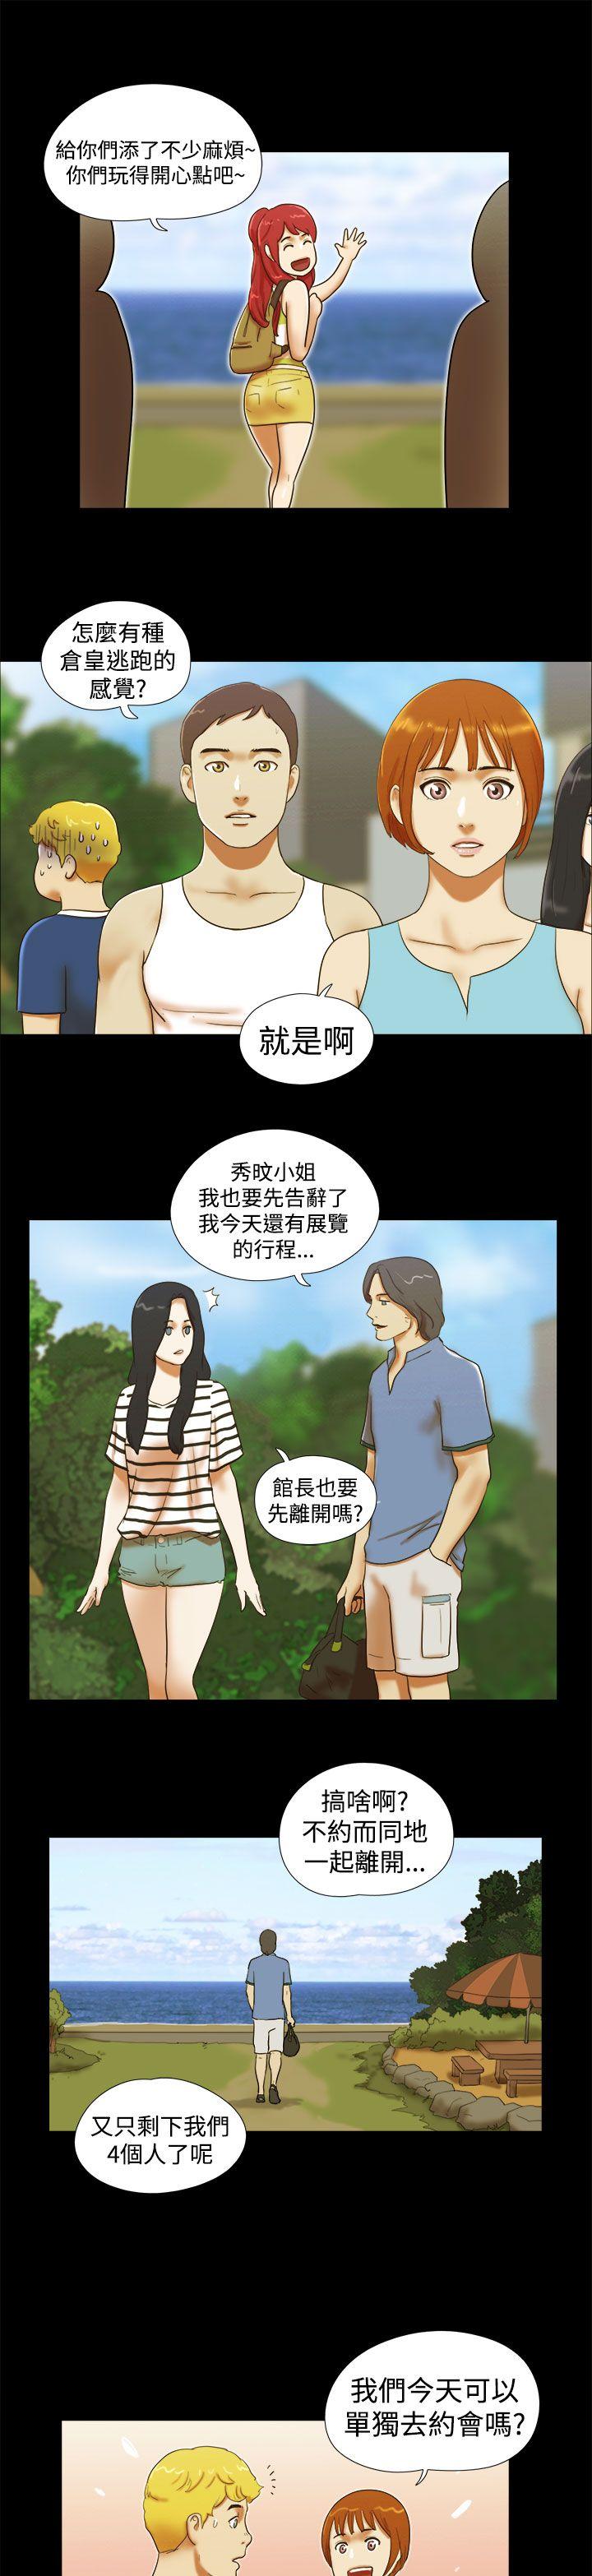 給你們添了不少麻煩~
你們玩得開心點吧~
怎麼有種
倉皇逃跑的
感覺?
就是啊
秀旼小姐
我也要先告辭了
我今天還有展覽
的行程...
館長也要
先離開嗎?
搞啥啊?
不約而同地
一起離開...
又只剩下我們
4個人了呢
我們今天可以
單獨去約會嗎?